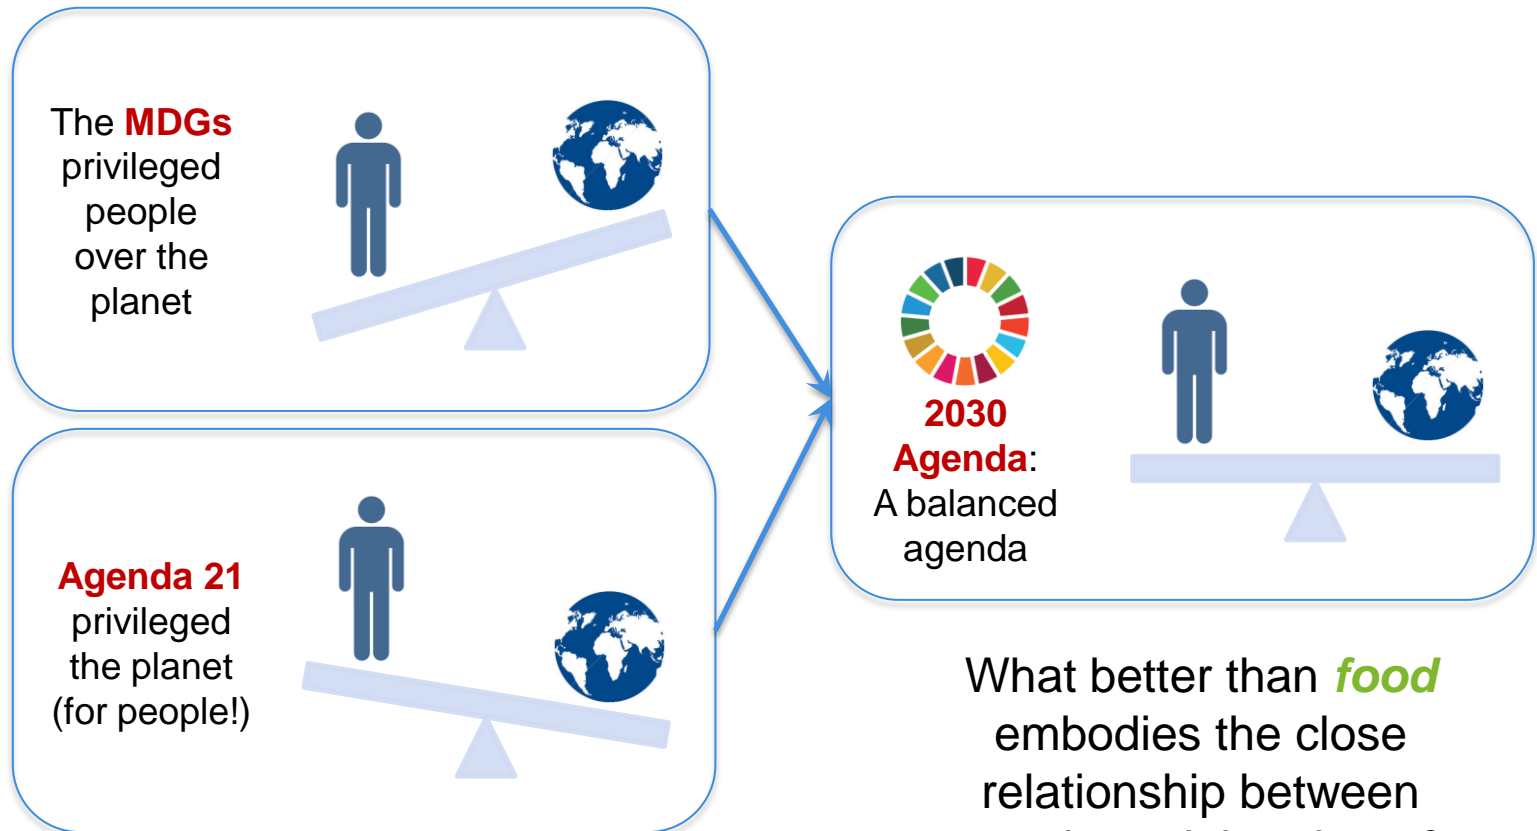 The MDGs
privileged
people
over the
planet
Agenda 21
privileged
the planet
(for people!)
2030
Agenda:
A balanced
agenda
What better than food
embodies the close
relationship between